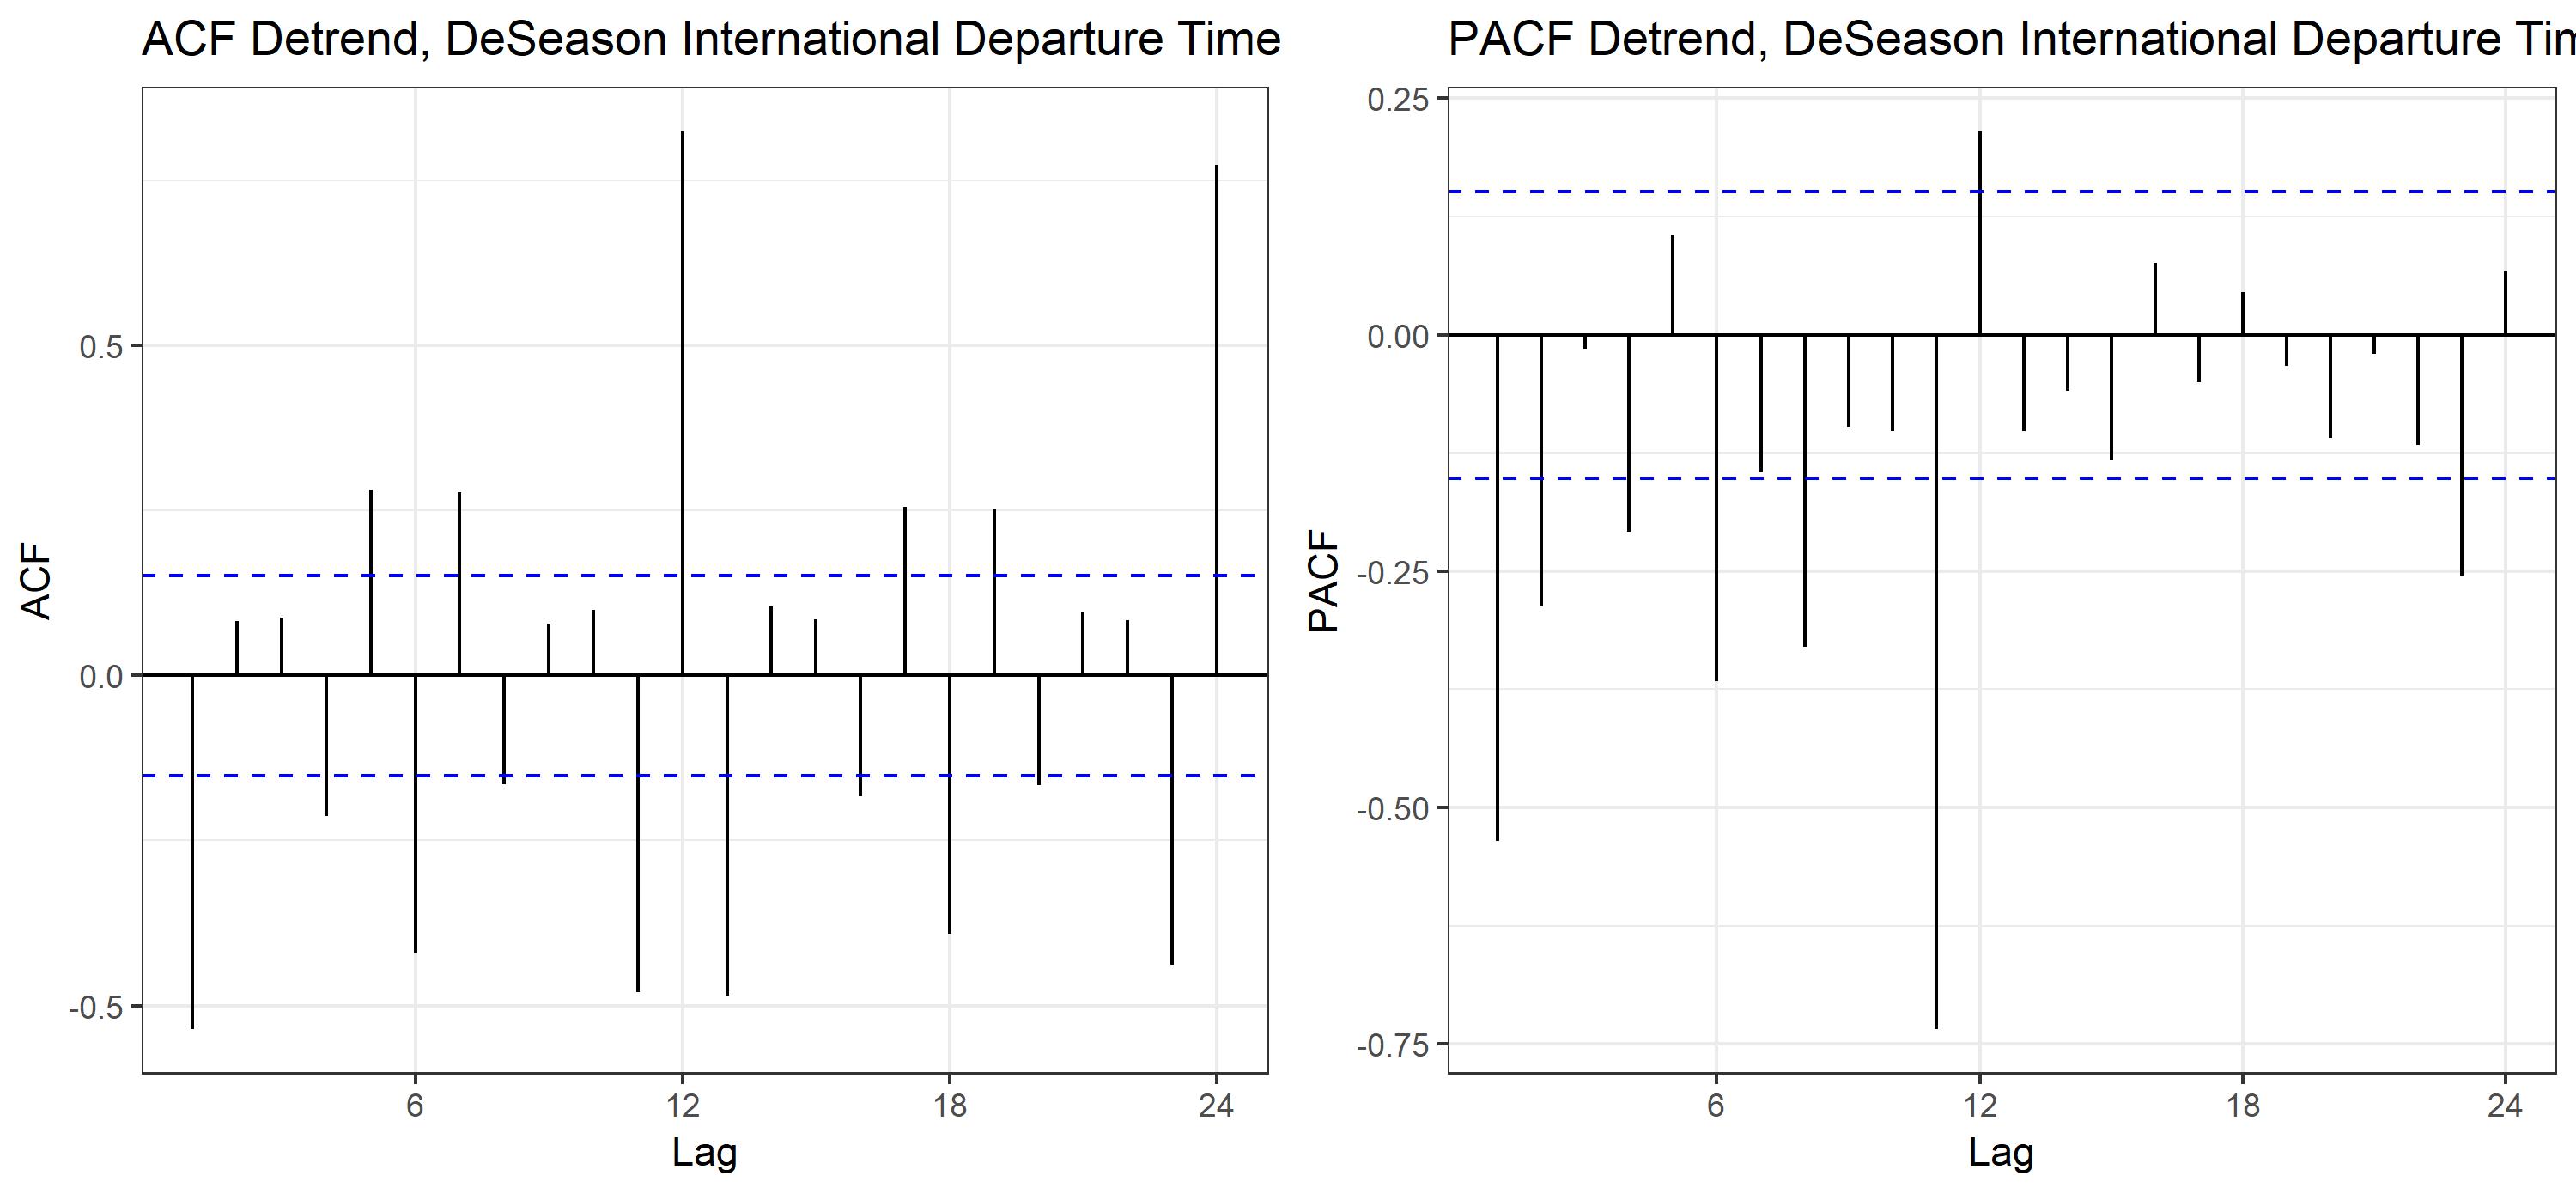 ACF Detrend, DeSeason International Departure Time
ACF
0.5
0.0
-0.5
6 12 18 24
Lag
PACF Detrend, DeSeason International Departure Tim
PACF
0.25
0.00
-0.25
-0.50
-0.75
6 12 18 24
Lag